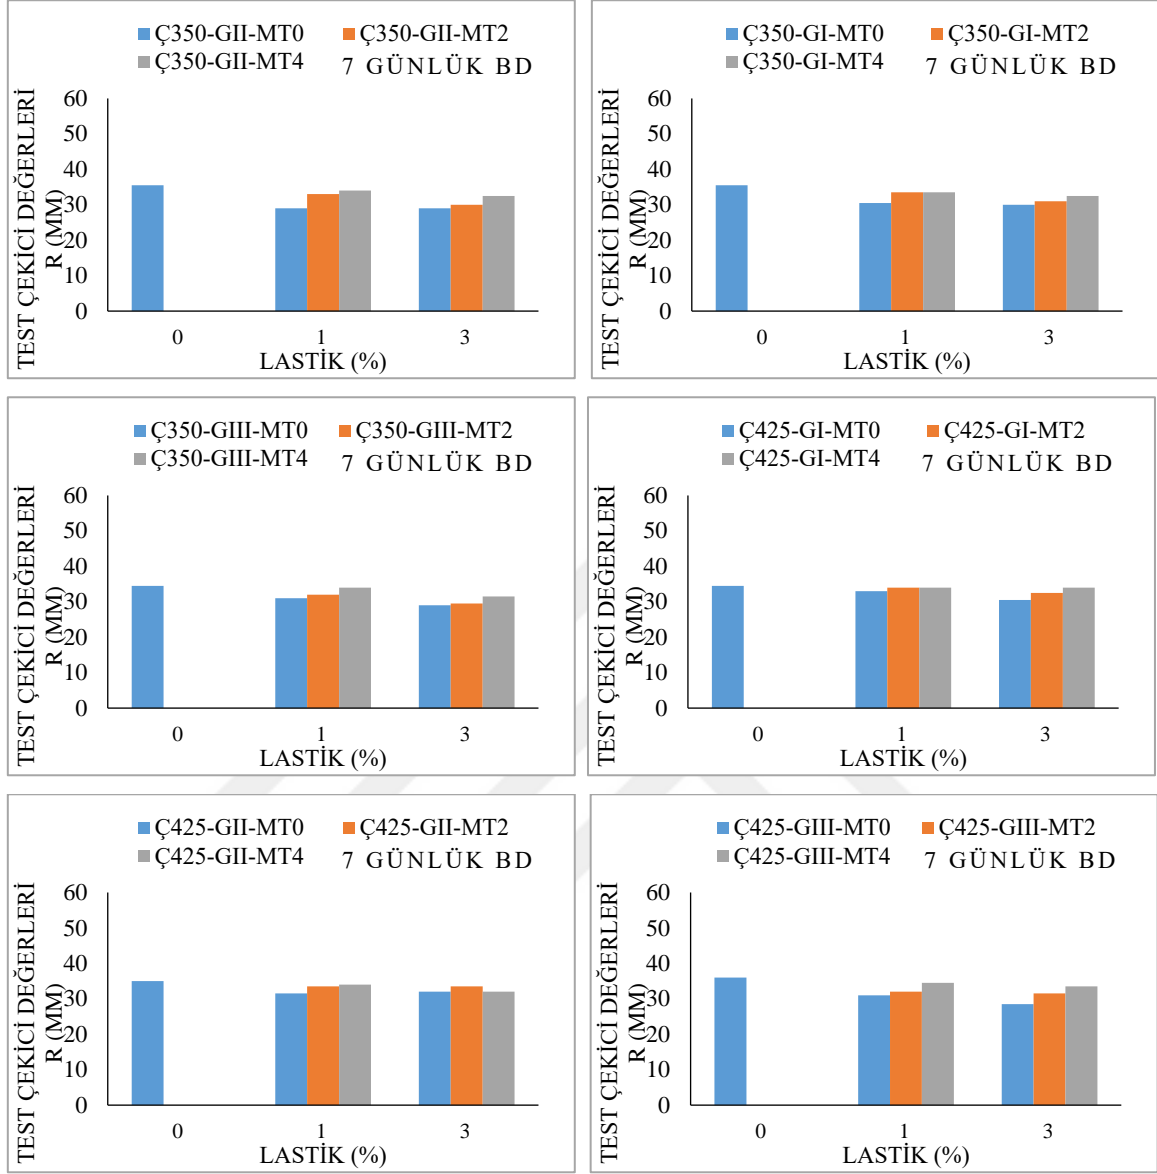 Ç350-GII-MT0 Ç350-GII-MT2
Ç350-GII-MT4 7 GÜNLÜK BD
TEST ÇEKİCİ DEĞERLERİ
R (MM)
60
50
40
30
20
10
0
0 1 3
LASTİK (%)
Ç350-GI-MT0 Ç350-GI-MT2
Ç350-GI-MT4 7 GÜNLÜK BD
TEST ÇEKİCİ DEĞERLERİ
R (MM)
60
50
40
30
20
10
0
0 1 3
LASTİK (%)
Ç350-GIII-MT0 Ç350-GIII-MT2
Ç350-GIII-MT4 7 GÜNLÜK BD
TEST ÇEKİCİ DEĞERLERİ
R (MM)
60
50
40
30
20
10
0
0 1 3
LASTİK (%)
Ç425-GI-MT0 Ç425-GI-MT2
Ç425-GI-MT4 7 GÜNLÜK BD
TEST ÇEKİCİ DEĞERLERİ
R (MM)
60
50
40
30
20
10
0
0 1 3
LASTİK (%)
Ç425-GII-MT0 Ç425-GII-MT2
Ç425-GII-MT4 7 GÜNLÜK BD
TEST ÇEKİCİ DEĞERLERİ
R (MM)
60
50
40
30
20
10
0
0 1 3
LASTİK (%)
Ç425-GIII-MT0 Ç425-GIII-MT2
Ç425-GIII-MT4 7 GÜNLÜK BD
TEST ÇEKİCİ DEĞERLERİ
R (MM)
60
50
40
30
20
10
0
0 1 3
LASTİK (%)